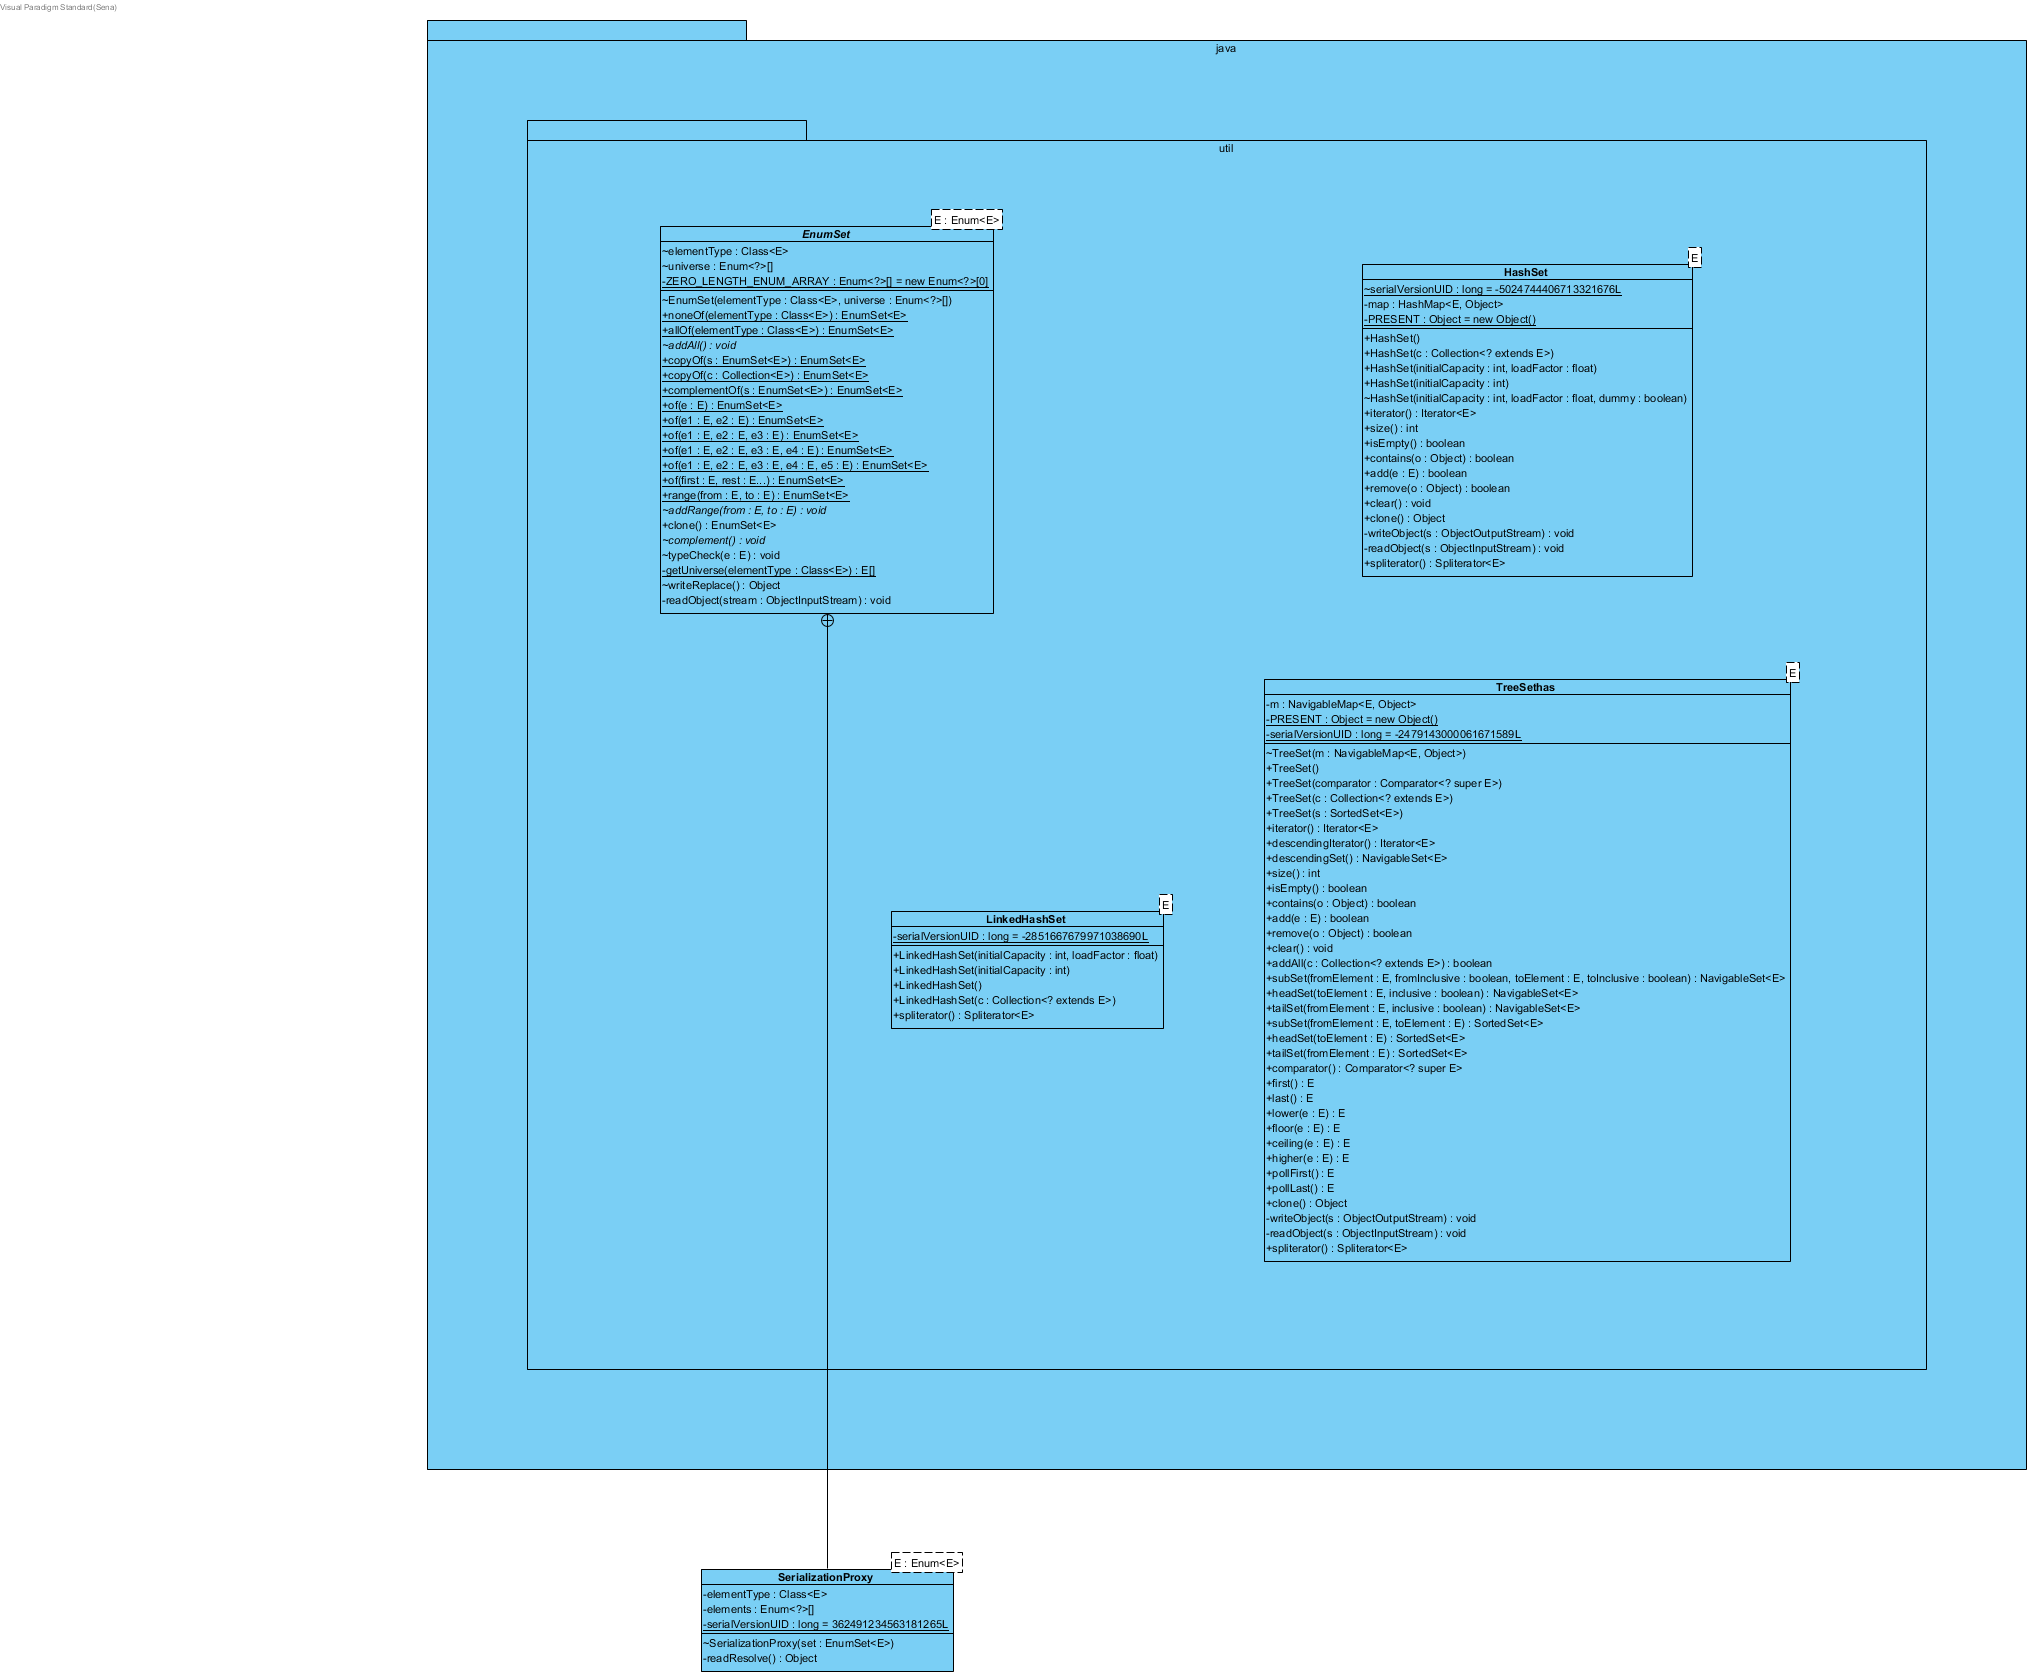 Visual Paradigm Standard(Sena)
java
util
E : Enum<E>
EnumSet
~elementType : Class<E>
~universe : Enum<?>[]
-ZERO_LENGTH_ENUM_ARRAY : Enum<?>[] = new Enum<?>[0]
~EnumSet(elementType : Class<E>, universe : Enum<?>[])
+noneOf(elementType : Class<E>) : EnumSet<E>
+allOf(elementType : Class<E>) : EnumSet<E>
~addAll() : void
+copyOf(s : EnumSet<E>) : EnumSet<E>
+copyOf(c : Collection<E>) : EnumSet<E>
+complementOf(s : EnumSet<E>) : EnumSet<E>
+of(e : E) : EnumSet<E>
+of(e1 : E, e2 : E) : EnumSet<E>
+of(e1 : E, e2 : E, e3 : E) : EnumSet<E>
+of(e1 : E, e2 : E, e3 : E, e4 : E) : EnumSet<E>
+of(e1 : E, e2 : E, e3 : E, e4 : E, e5 : E) : EnumSet<E>
+of(first : E, rest : E...) : EnumSet<E>
+range(from : E, to : E) : EnumSet<E>
~addRange(from : E, to : E) : void
+clone() : EnumSet<E>
~complement() : void
~typeCheck(e : E) : void
-getUniverse(elementType : Class<E>) : E[]
~writeReplace() : Object
-readObject(stream : ObjectInputStream) : void
E
HashSet
~serialVersionUID : long = -5024744406713321676L
-map : HashMap<E, Object>
-PRESENT : Object = new Object()
+HashSet()
+HashSet(c : Collection<? extends E>)
+HashSet(initialCapacity : int, loadFactor : float)
+HashSet(initialCapacity : int)
~HashSet(initialCapacity : int, loadFactor : float, dummy : boolean)
+iterator() : Iterator<E>
+size() : int
+isEmpty() : boolean
+contains(o : Object) : boolean
+add(e : E) : boolean
+remove(o : Object) : boolean
+clear() : void
+clone() : Object
-writeObject(s : ObjectOutputStream) : void
-readObject(s : ObjectInputStream) : void
+spliterator() : Spliterator<E>
E
TreeSethas
-m : NavigableMap<E, Object>
-PRESENT : Object = new Object()
-serialVersionUID : long = -2479143000061671589L
~TreeSet(m : NavigableMap<E, Object>)
+TreeSet()
+TreeSet(comparator : Comparator<? super E>)
+TreeSet(c : Collection<? extends E>)
+TreeSet(s : SortedSet<E>)
+iterator() : Iterator<E>
+descendingIterator() : Iterator<E>
+descendingSet() : NavigableSet<E>
+size() : int
+isEmpty() : boolean
+contains(o : Object) : boolean
+add(e : E) : boolean
+remove(o : Object) : boolean
+clear() : void
+addAll(c : Collection<? extends E>) : boolean
+subSet(fromElement : E, fromInclusive : boolean, toElement : E, toInclusive : boolean) : NavigableSet<E>
+headSet(toElement : E, inclusive : boolean) : NavigableSet<E>
+tailSet(fromElement : E, inclusive : boolean) : NavigableSet<E>
+subSet(fromElement : E, toElement : E) : SortedSet<E>
+headSet(toElement : E) : SortedSet<E>
+tailSet(fromElement : E) : SortedSet<E>
+comparator() : Comparator<? super E>
+first() : E
+last() : E
+lower(e : E) : E
+floor(e : E) : E
+ceiling(e : E) : E
+higher(e : E) : E
+pollFirst() : E
+pollLast() : E
+clone() : Object
-writeObject(s : ObjectOutputStream) : void
-readObject(s : ObjectInputStream) : void
+spliterator() : Spliterator<E>
E
LinkedHashSet
-serialVersionUID : long = -2851667679971038690L
+LinkedHashSet(initialCapacity : int, loadFactor : float)
+LinkedHashSet(initialCapacity : int)
+LinkedHashSet()
+LinkedHashSet(c : Collection<? extends E>)
+spliterator() : Spliterator<E>
E : Enum<E>
SerializationProxy
-elementType : Class<E>
-elements : Enum<?>[]
-serialVersionUID : long = 362491234563181265L
~SerializationProxy(set : EnumSet<E>)
-readResolve() : Object